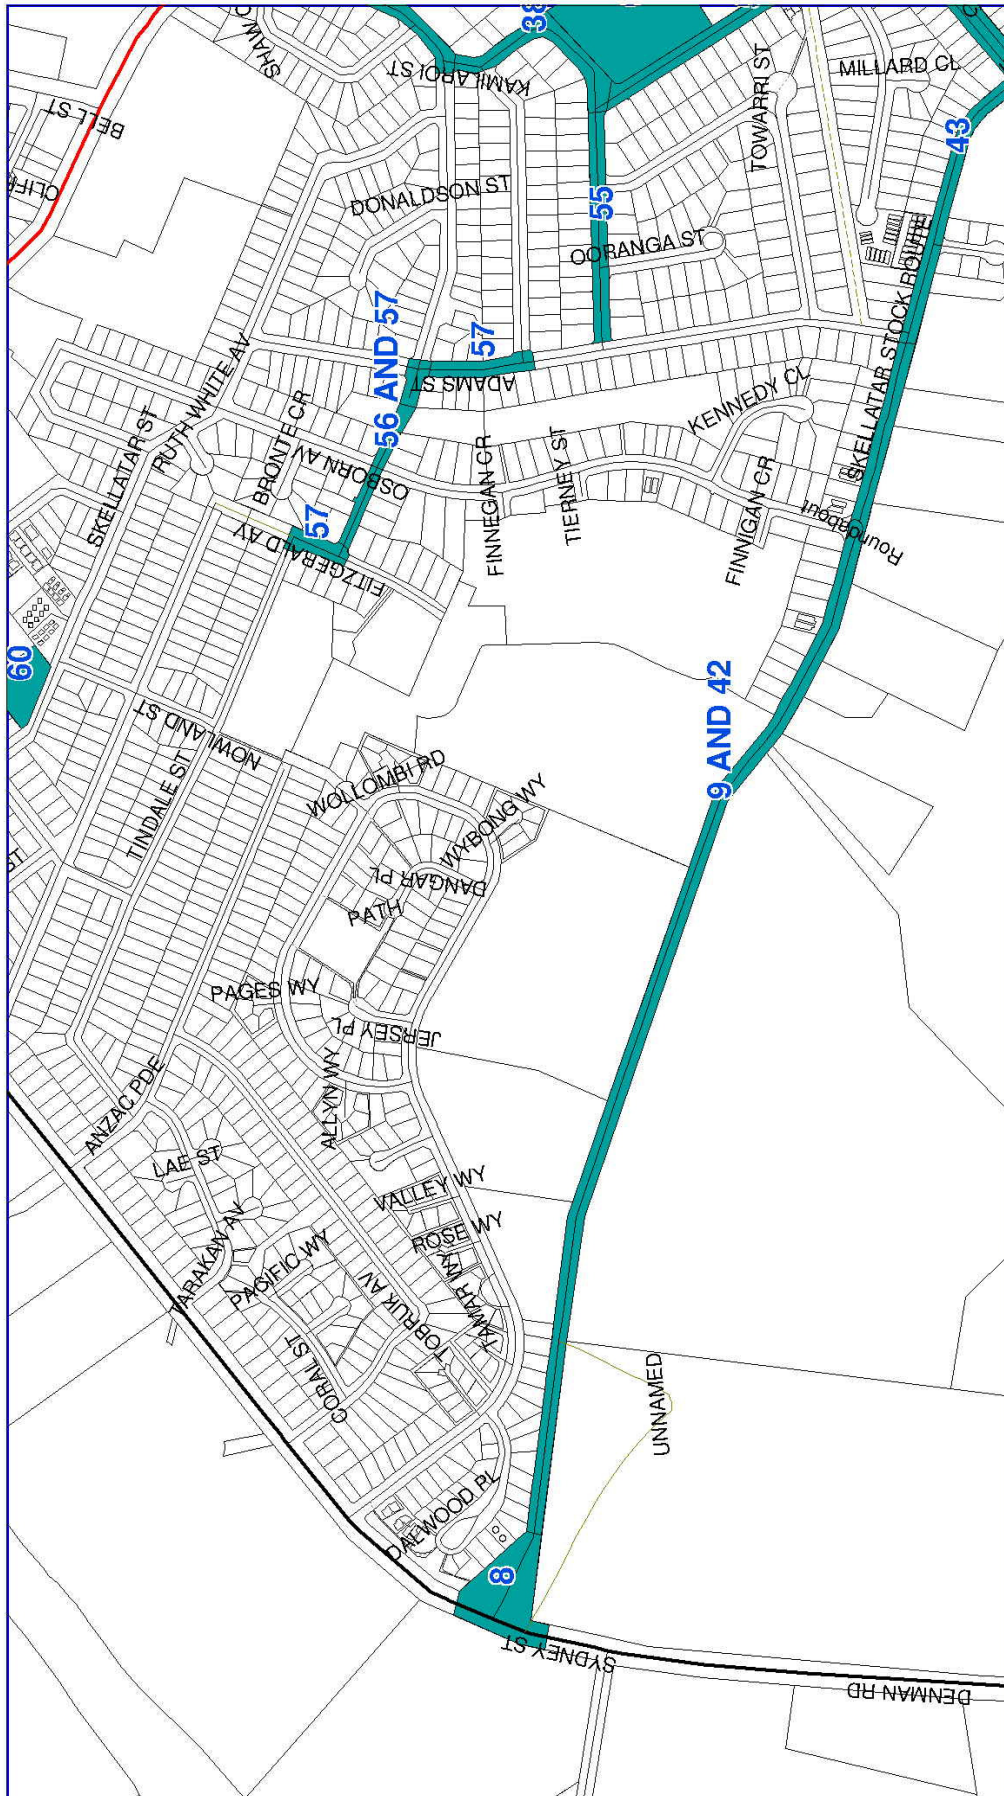 38
SHAW C
KAMILAROI ST
TOWARRI ST
MILLARD CL
BELL ST
CLIFF
43
DONALDSON ST
55
OORANGA ST
SKELLATAR STOCK ROUTE
RUTH WHITE AV
56 AND 57
57
ADAMS ST
KENNEDY CL
SKELLATAR ST
BRONTE CR
OSBORN AV
FINNEGAN CR
TIERNEY ST
57
FITZGERALD AV
FINNIGAN CR
Roundabout
60
NOWLAND ST
9 AND 42
TINDALE ST
WOLLOMBI RD
WYBONG WY
ST
DANGAR PL
PATH
PAGES WY
JERSEY PL
ANZAC PDE
ALLYN WY
LAE ST
VALLEY WY
TARAKAN AV
ROSE WY
PACIFIC WY
TAMAR WY
TOBRUK AV
CORAL ST
UNNAMED
DALWOOD PL
8
SYDNEY ST
DENMAN RD